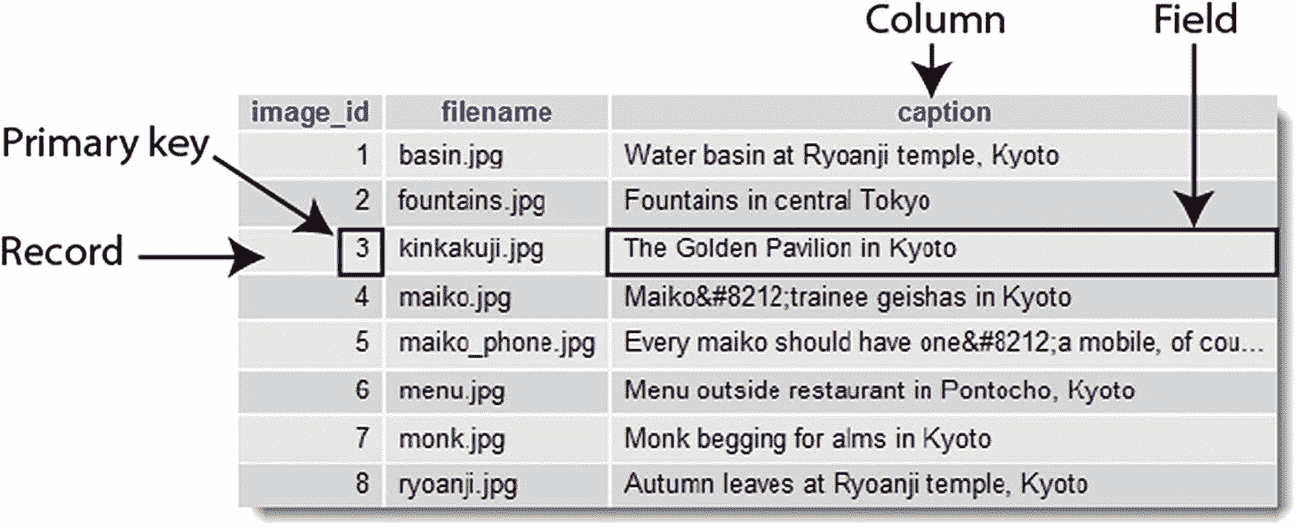 Column Field
image_id filename caption
Primary key
1 basin.jpg Water basin at Ryoanji temple, Kyoto
2 fountains.jpg Fountains in central Tokyo
Record
3 kinkakuji.jpg The Golden Pavilion in Kyoto
4 maiko.jpg Maiko&#8212;trainee geishas in Kyoto
5 maiko_phone.jpg Every maiko should have one&#8212;a mobile, of cou...
6 menu.jpg Menu outside restaurant in Pontocho, Kyoto
7 monk.jpg Monk begging for alms in Kyoto
8 ryoanji.jpg Autumn leaves at Ryoanji temple, Kyoto